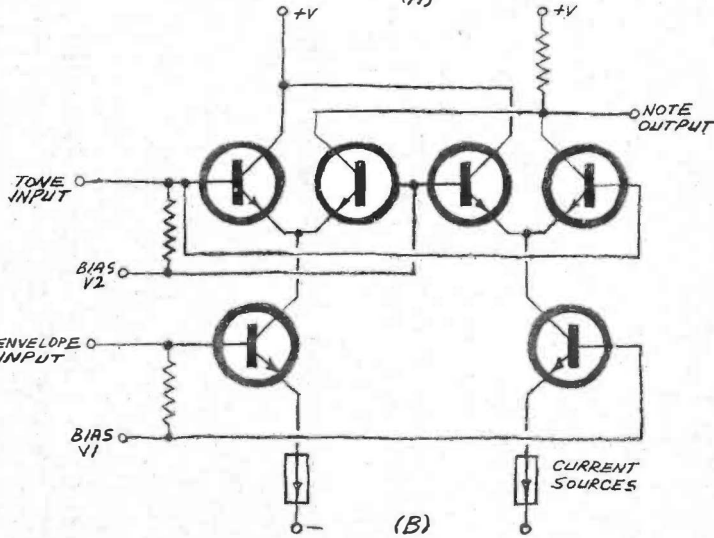 +V
+V
NOTE
OUTPUT
TONE
INPUT
BIAS
V2
ENVELOPE
INPUT
BIAS
V1
CURRENT
SOURCES
−
(B)